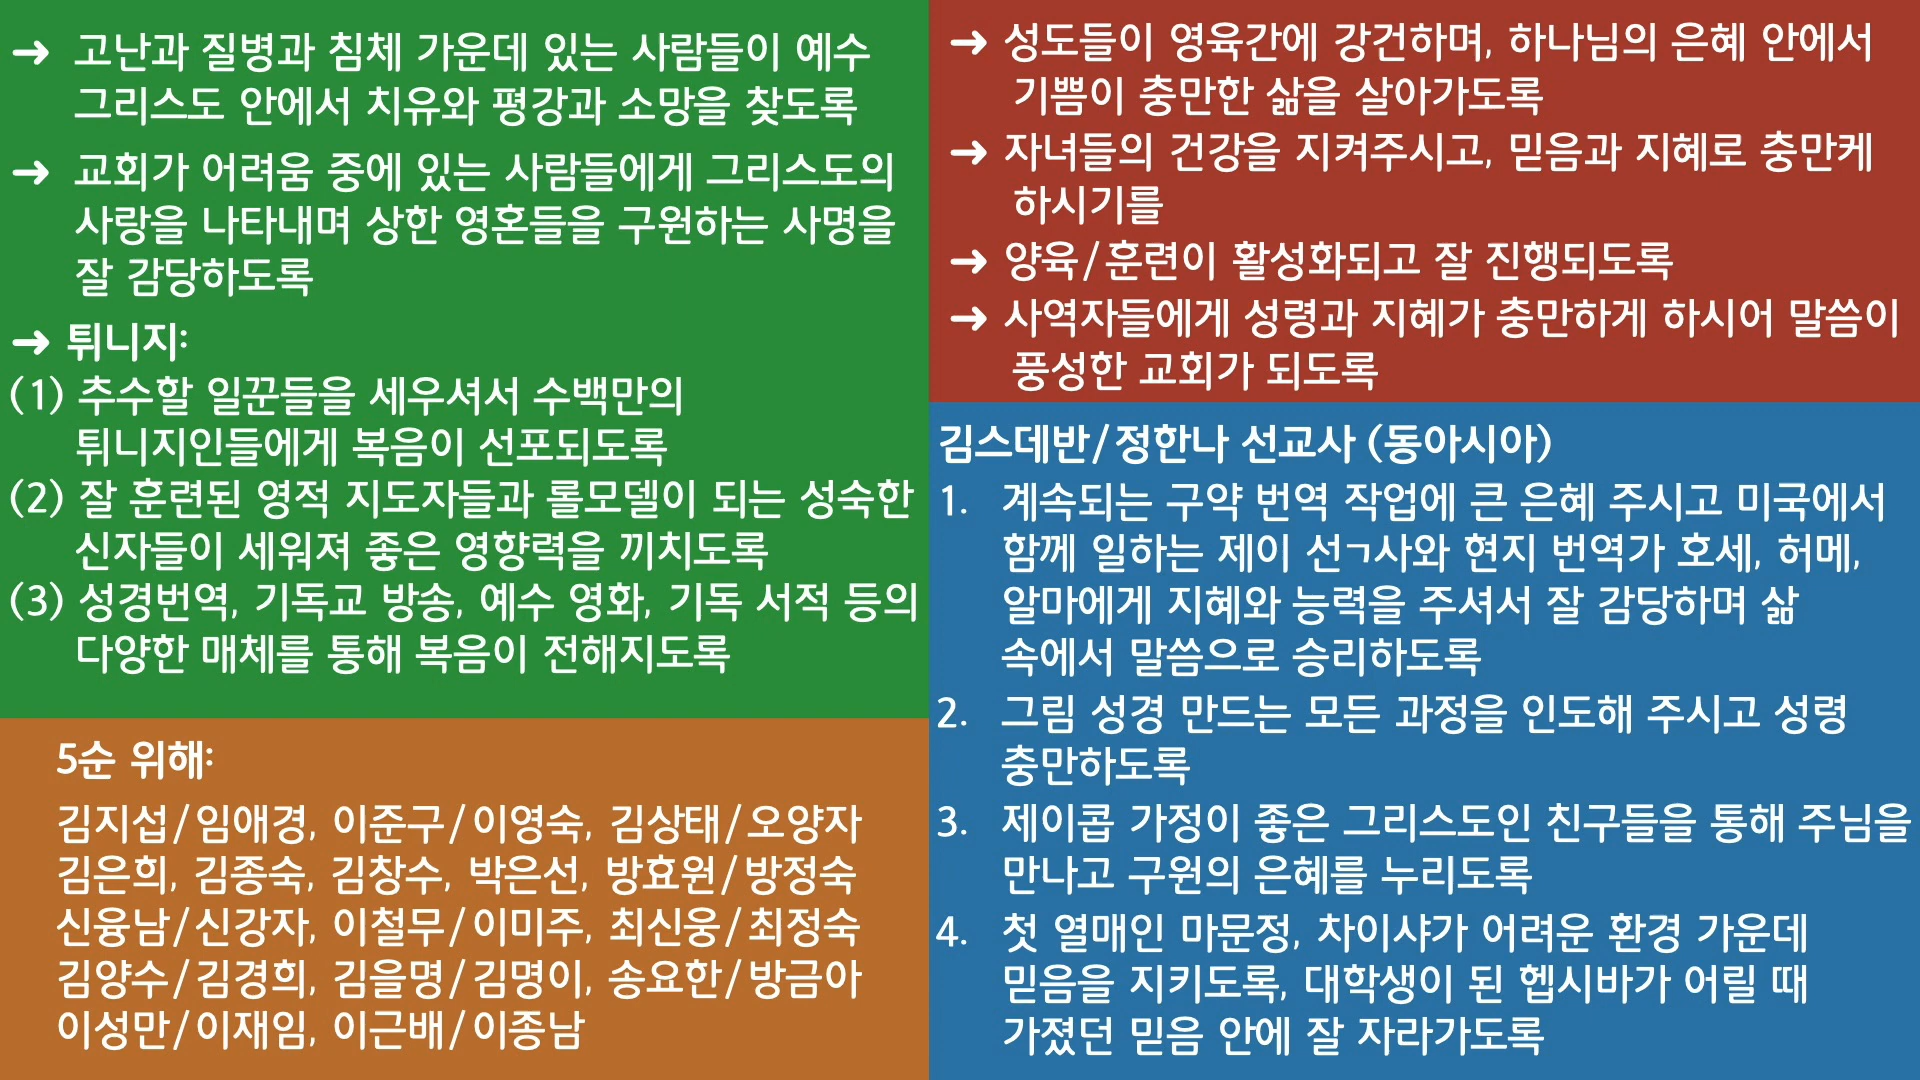 ➜ 고난과 질병과 침체 가운데 있는 사람들이 예수
그리스도 안에서 치유와 평강과 소망을 찾도록
➜ 교회가 어려움 중에 있는 사람들에게 그리스도의
사랑을 나타내며 상한 영혼들을 구원하는 사명을
잘 감당하도록
➜ 튀니지:
(1) 추수할 일꾼들을 세우셔서 수백만의
튀니지인들에게 복음이 선포되도록
(2) 잘 훈련된 영적 지도자들과 롤모델이 되는 성숙한
신자들이 세워져 좋은 영향력을 끼치도록
(3) 성경번역, 기독교 방송, 예수 영화, 기독 서적 등의
다양한 매체를 통해 복음이 전해지도록
5순 위해:
김지섭/임애경, 이준구/이영숙, 김상태/오양자
김은희, 김종숙, 김창수, 박은선, 방효원/방정숙
신융남/신강자, 이철무/이미주, 최신웅/최정숙
김양수/김경희, 김을명/김명이, 송요한/방금아
이성만/이재임, 이근배/이종남
➜ 성도들이 영육간에 강건하며, 하나님의 은혜 안에서
기쁨이 충만한 삶을 살아가도록
➜ 자녀들의 건강을 지켜주시고, 믿음과 지혜로 충만케
하시기를
➜ 양육/훈련이 활성화되고 잘 진행되도록
➜ 사역자들에게 성령과 지혜가 충만하게 하시어 말씀이
풍성한 교회가 되도록
김스데반/정한나 선교사 (동아시아)
1. 계속되는 구약 번역 작업에 큰 은혜 주시고 미국에서
함께 일하는 제이 선ㄱ사와 현지 번역가 호세, 허메,
알마에게 지혜와 능력을 주셔서 잘 감당하며 삶
속에서 말씀으로 승리하도록
2. 그림 성경 만드는 모든 과정을 인도해 주시고 성령
충만하도록
3. 제이콥 가정이 좋은 그리스도인 친구들을 통해 주님을
만나고 구원의 은혜를 누리도록
4. 첫 열매인 마문정, 차이샤가 어려운 환경 가운데
믿음을 지키도록, 대학생이 된 헵시바가 어릴 때
가졌던 믿음 안에 잘 자라가도록